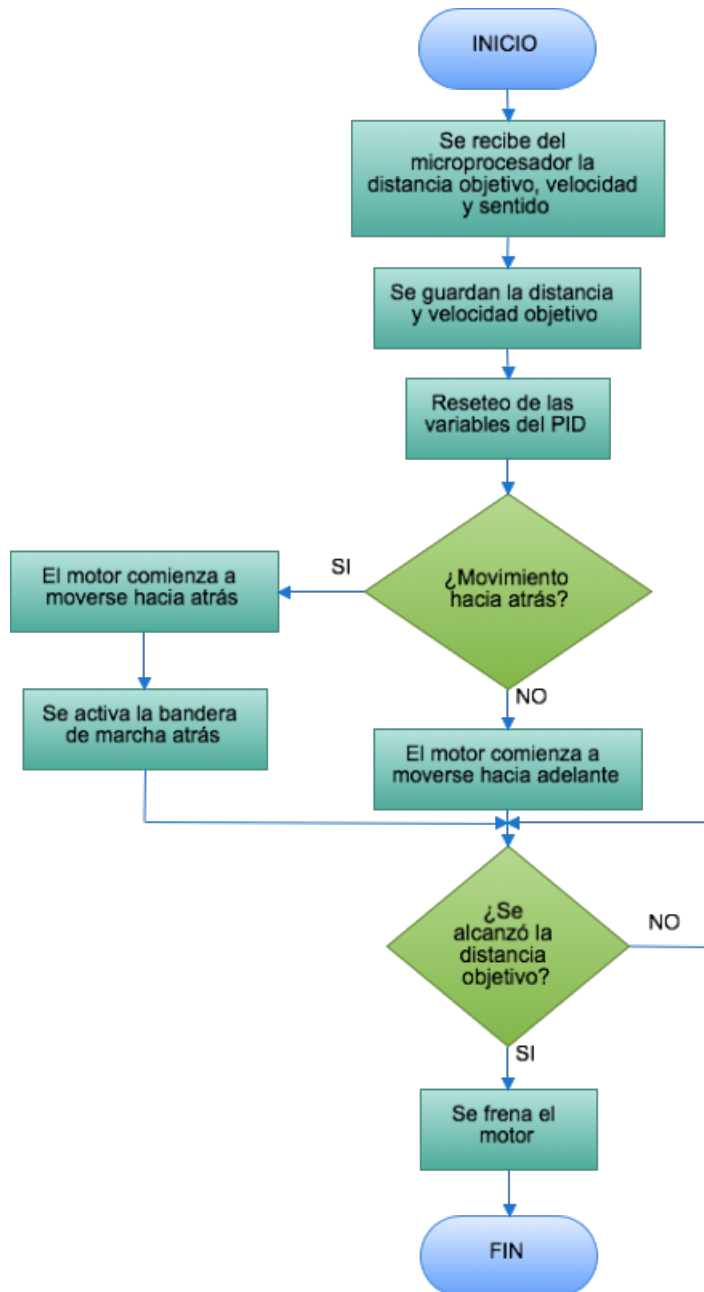 INICIO
Se recibe del
microprocesador la
distancia objetivo, velocidad
y sentido
Se guardan la distancia
y velocidad objetivo
Reseteo de las
variables del PID
¿Movimiento
hacia atrás?
SI
El motor comienza a
moverse hacia atrás
Se activa la bandera
de marcha atrás
NO
El motor comienza a
moverse hacia adelante
¿Se
alcanzó la
distancia
objetivo?
NO
SI
Se frena el
motor
FIN